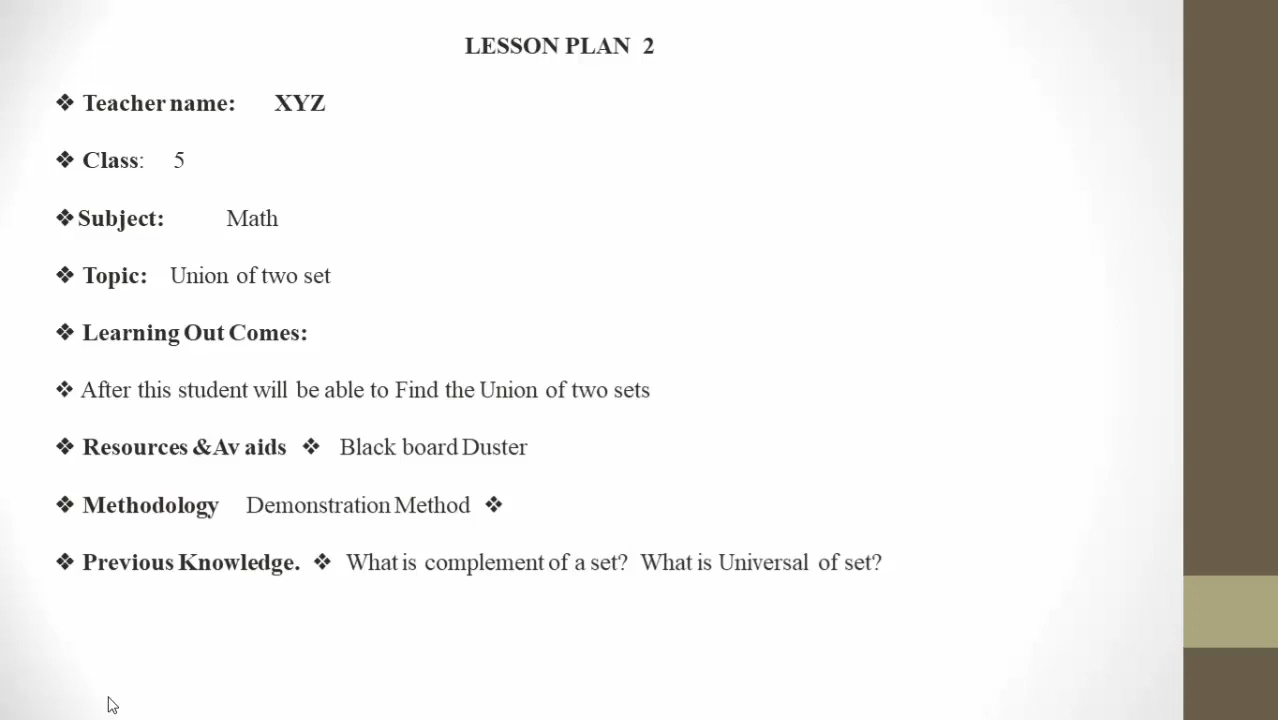 LESSON PLAN 2
❖ Teacher name: XYZ
❖ Class: 5
❖ Subject: Math
❖ Topic: Union of two set
❖ Learning Out Comes:
❖ After this student will be able to Find the Union of two sets
❖ Resources &Av aids ❖ Black board Duster
❖ Methodology Demonstration Method ❖
❖ Previous Knowledge. ❖ What is complement of a set? What is Universal of set?